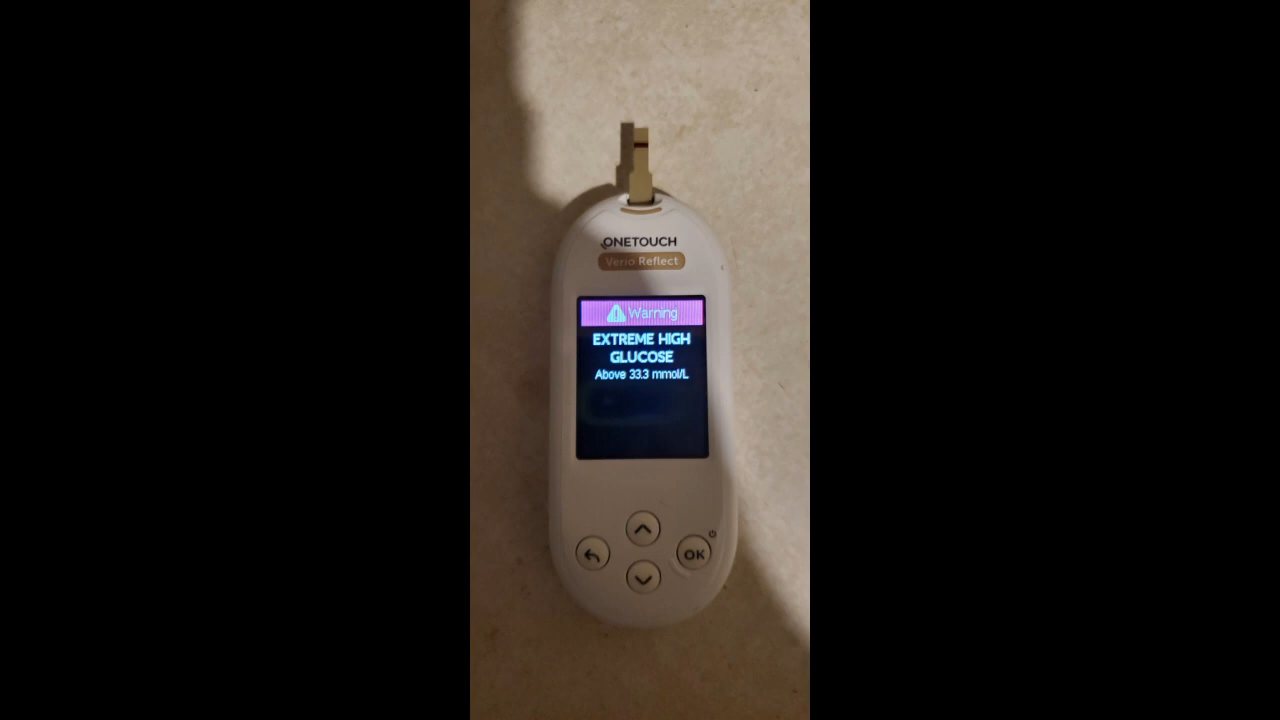 ONETOUCH
Verio Reflect
Warning
EXTREME HIGH
GLUCOSE
Above 33.3 mmol/L
OK